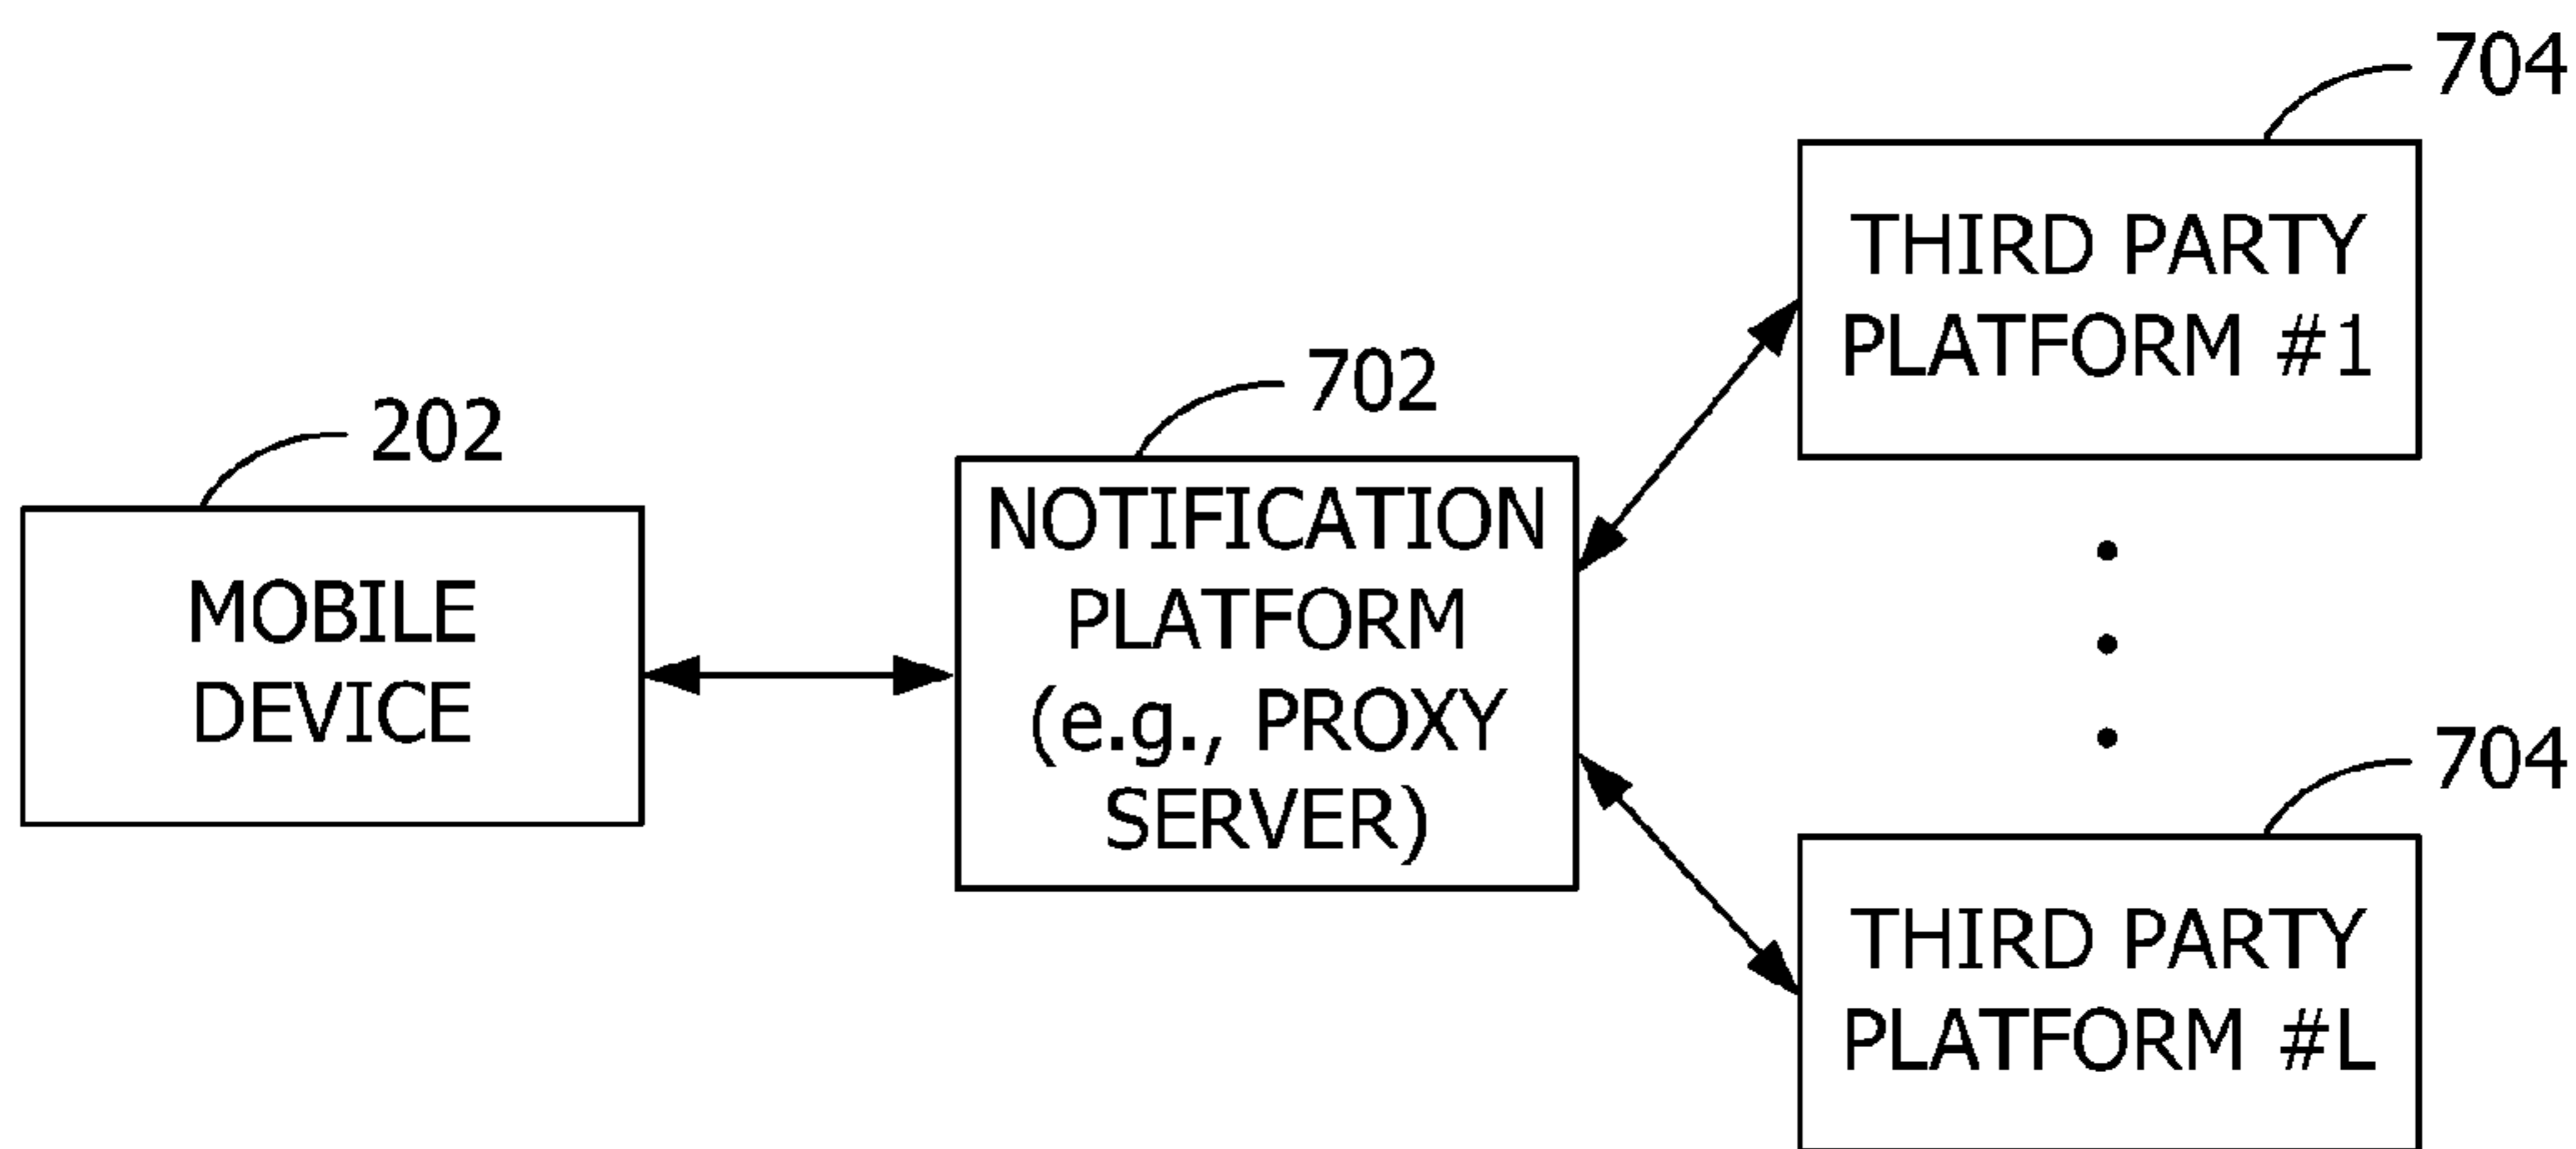 202
MOBILE
DEVICE
702
NOTIFICATION
PLATFORM
(e.g., PROXY
SERVER)
704
THIRD PARTY
PLATFORM #1
704
THIRD PARTY
PLATFORM #L